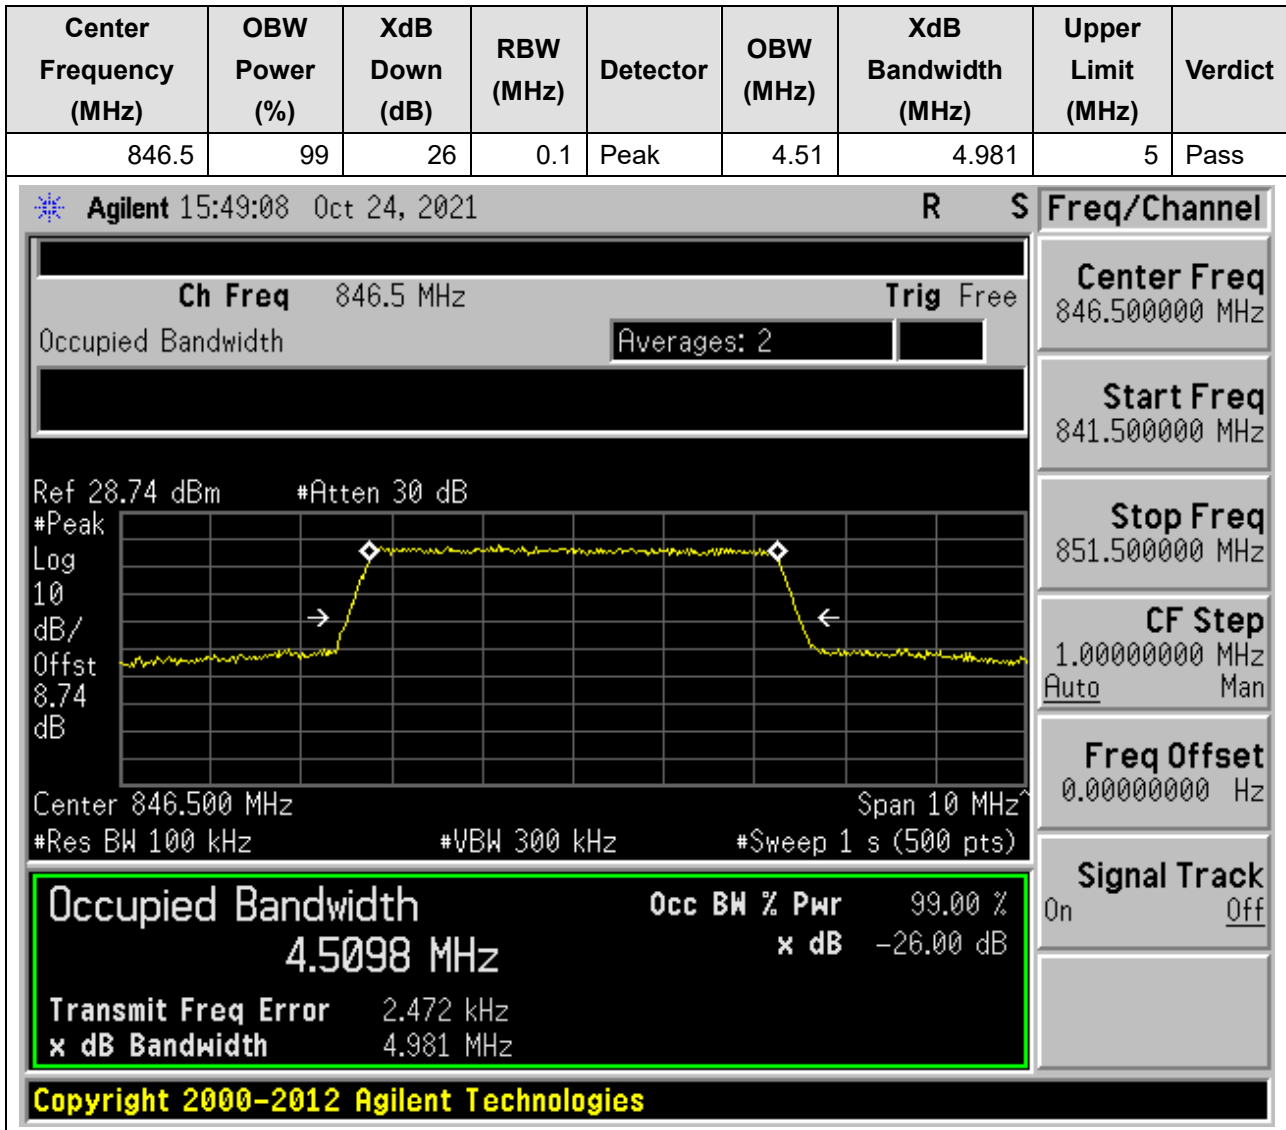 Center Frequency (MHz) OBW Power (%) XdB Down (dB) RBW (MHz) Detector OBW (MHz) XdB Bandwidth (MHz) Upper Limit (MHz) Verdict
846.5 99 26 0.1 Peak 4.51 4.981 5 Pass
Agilent 15:49:08 Oct 24, 2021 R S Freq/Channel
Ch Freq 846.5 MHz Trig Free
Occupied Bandwidth Averages: 2
Center Freq
846.500000 MHz
Start Freq
841.500000 MHz
Stop Freq
851.500000 MHz
CF Step
1.00000000 MHz
Auto Man
Freq Offset
0.00000000 Hz
Signal Track
On Off
Ref 28.74 dBm #Atten 30 dB
#Peak
Log
10
dB/
Offst
8.74
dB
Center 846.500 MHz Span 10 MHz^
#Res BW 100 kHz #VBW 300 kHz #Sweep 1 s (500 pts)
Occupied Bandwidth Occ BW % Pwr 99.00 %
4.5098 MHz x dB -26.00 dB
Transmit Freq Error 2.472 kHz
x dB Bandwidth 4.981 MHz
Copyright 2000-2012 Agilent Technologies